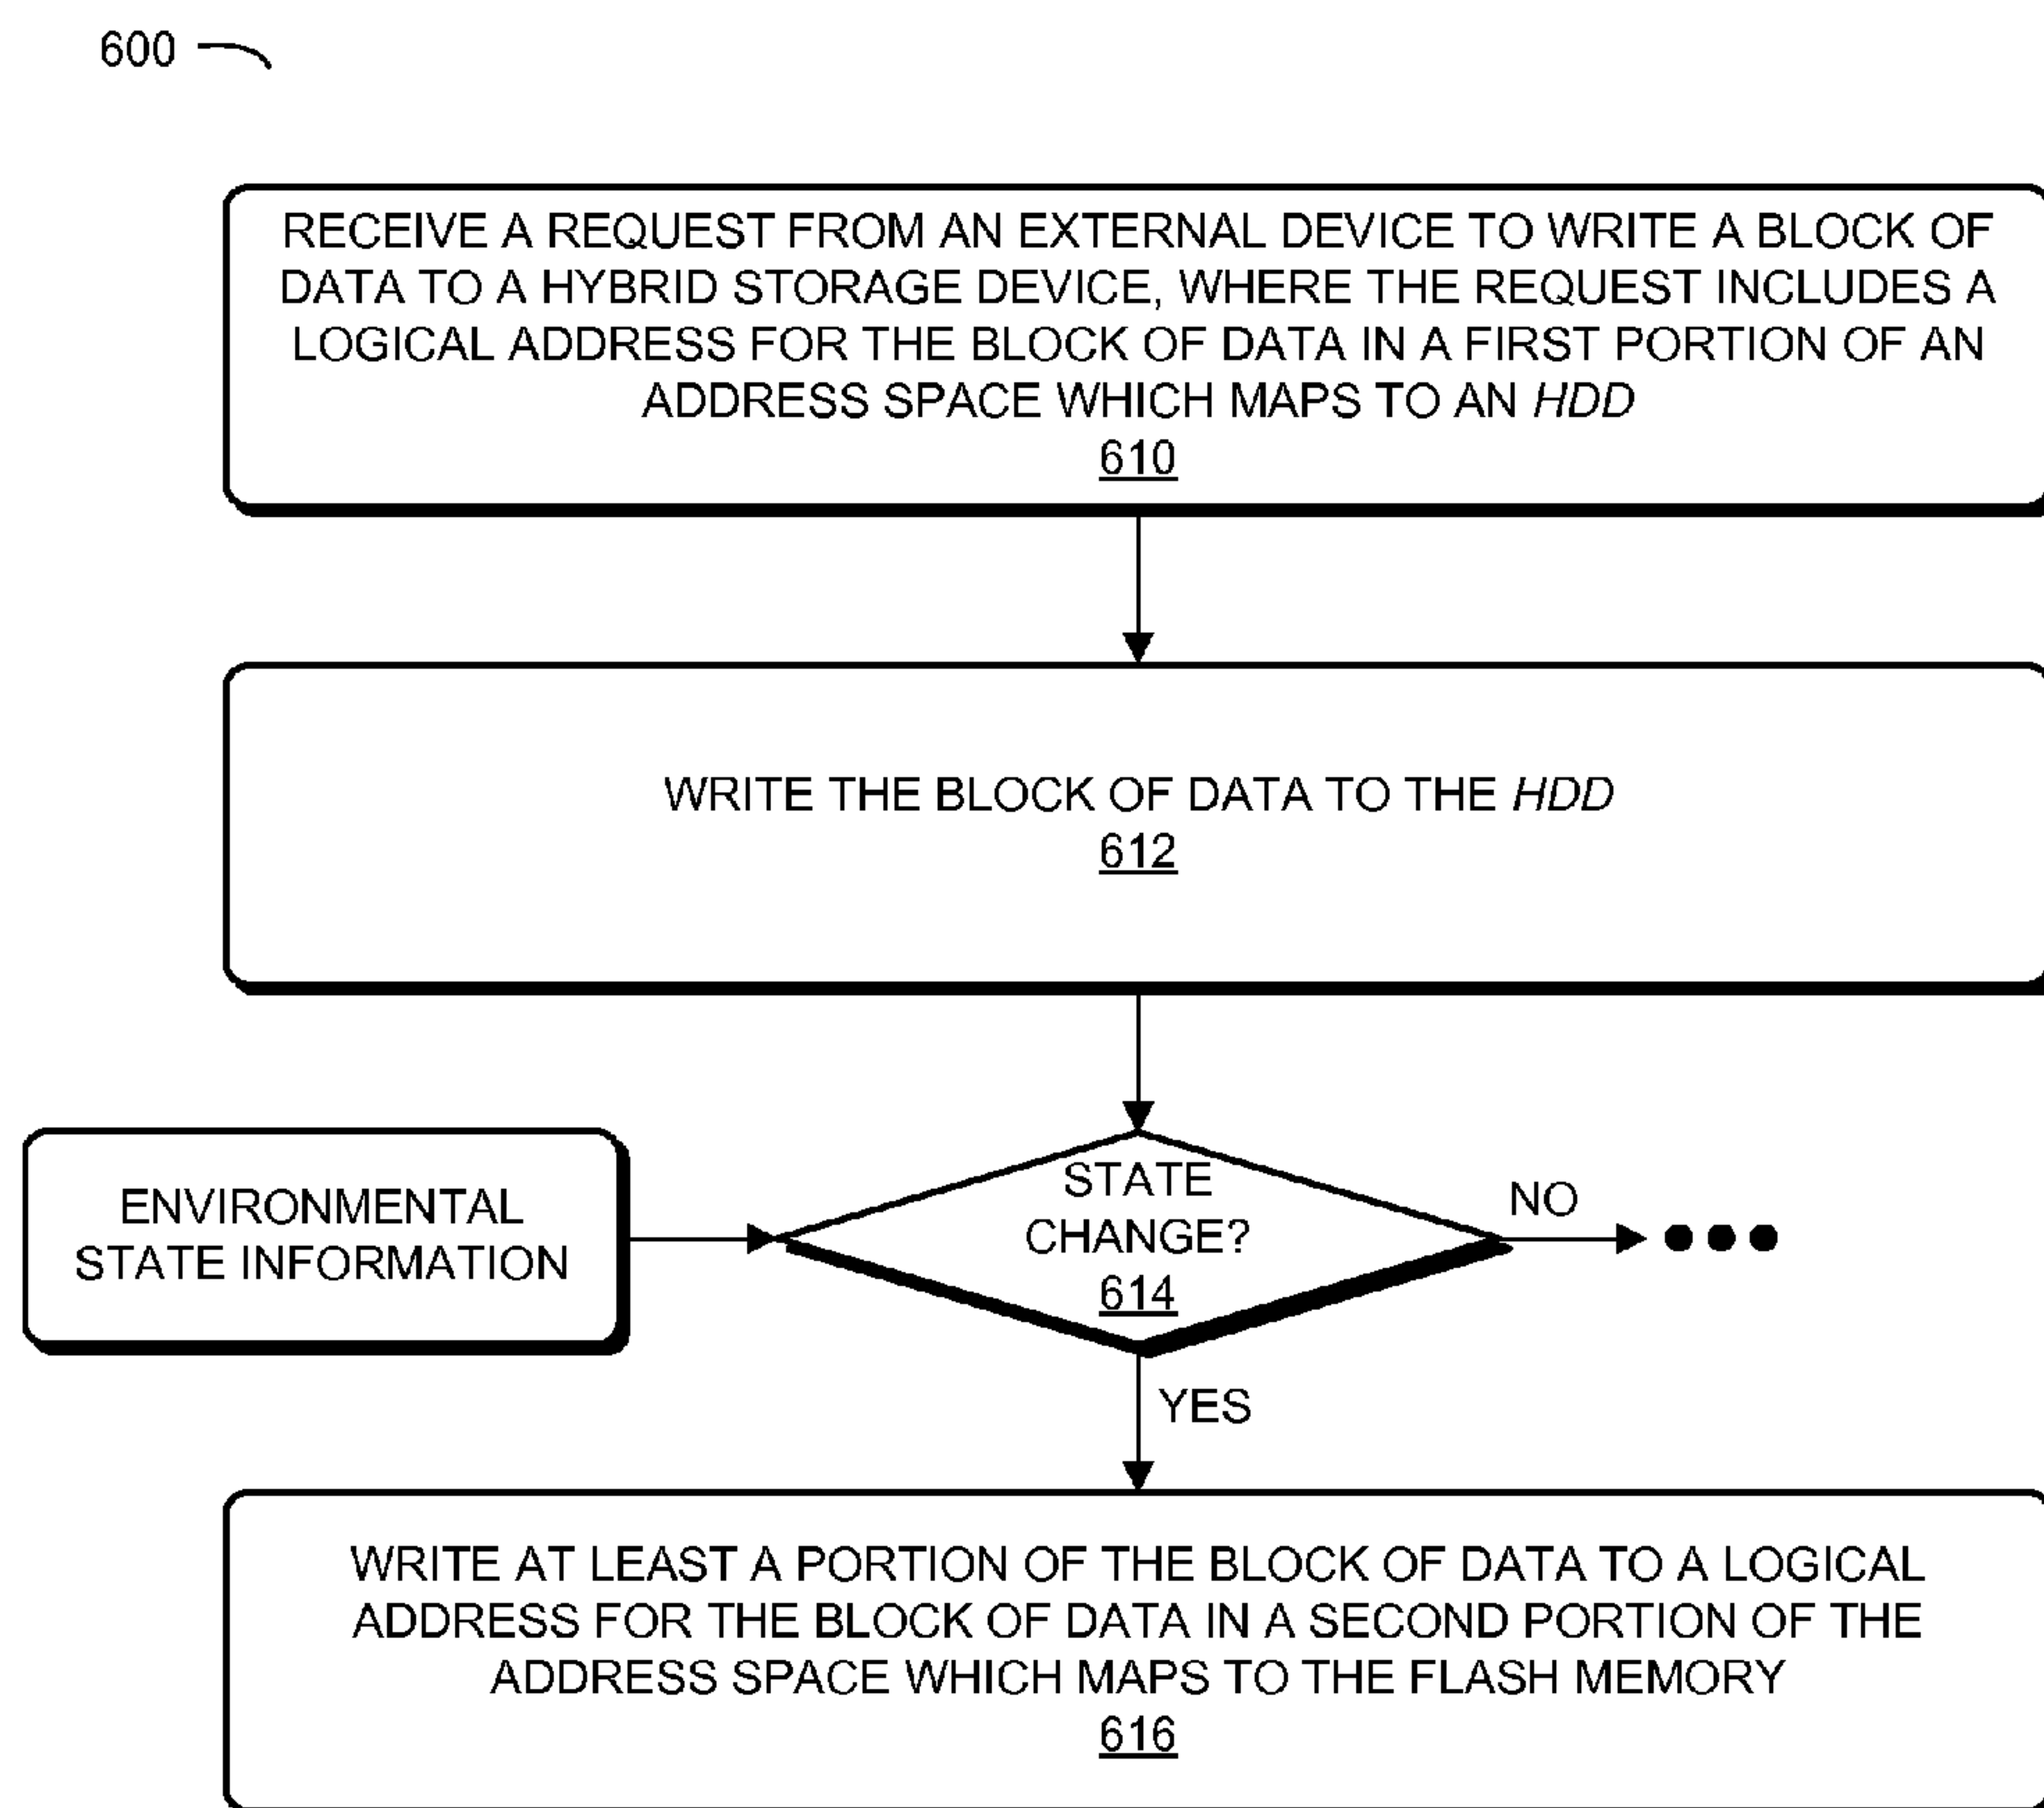 600
RECEIVE A REQUEST FROM AN EXTERNAL DEVICE TO WRITE A BLOCK OF
DATA TO A HYBRID STORAGE DEVICE, WHERE THE REQUEST INCLUDES A
LOGICAL ADDRESS FOR THE BLOCK OF DATA IN A FIRST PORTION OF AN
ADDRESS SPACE WHICH MAPS TO AN HDD
610
WRITE THE BLOCK OF DATA TO THE HDD
612
ENVIRONMENTAL
STATE INFORMATION
STATE
CHANGE?
614
NO
YES
WRITE AT LEAST A PORTION OF THE BLOCK OF DATA TO A LOGICAL
ADDRESS FOR THE BLOCK OF DATA IN A SECOND PORTION OF THE
ADDRESS SPACE WHICH MAPS TO THE FLASH MEMORY
616